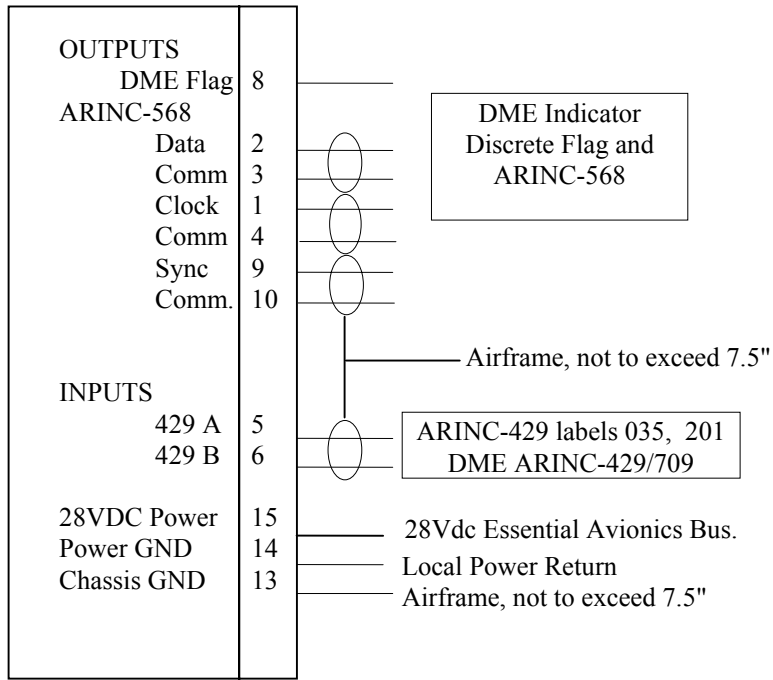 OUTPUTS
DME Flag 8
ARINC-568
Data 2
Comm 3
Clock 1
Comm 4
Sync 9
Comm. 10
DME Indicator
Discrete Flag and
ARINC-568
Airframe, not to exceed 7.5"
INPUTS
429 A 5
429 B 6
ARINC-429 labels 035, 201
DME ARINC-429/709
28VDC Power 15
Power GND 14
Chassis GND 13
28Vdc Essential Avionics Bus.
Local Power Return
Airframe, not to exceed 7.5"